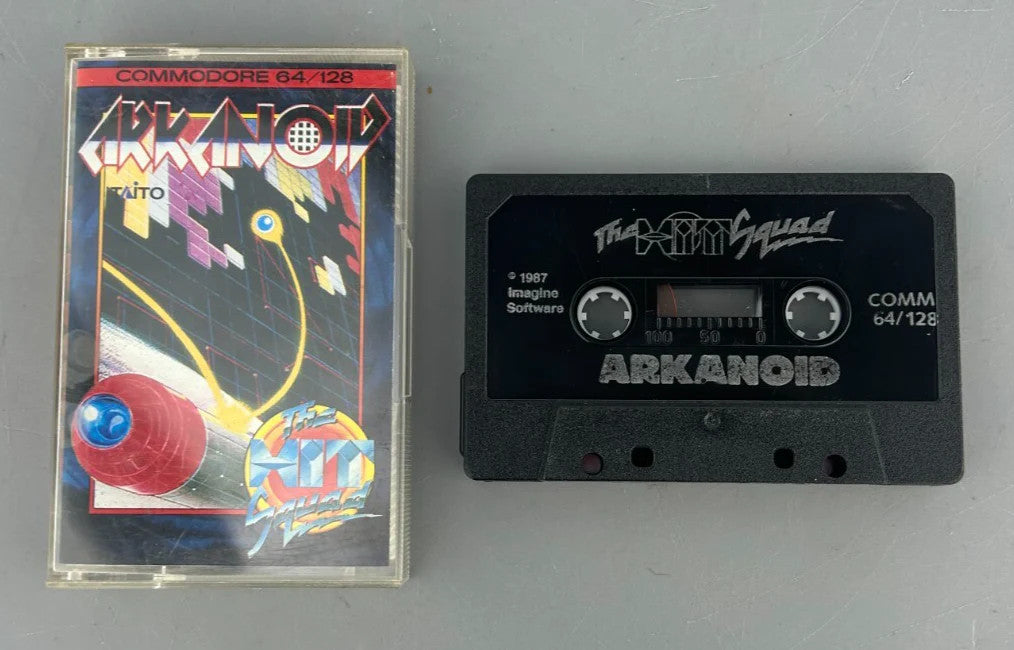 COMMODORE 64/128
ARKANOID
TAITO
The
HIT
Squad
The HIT Squad
© 1987
Imagine
Software
COMM
64/128
100 50 0
ARKANOID